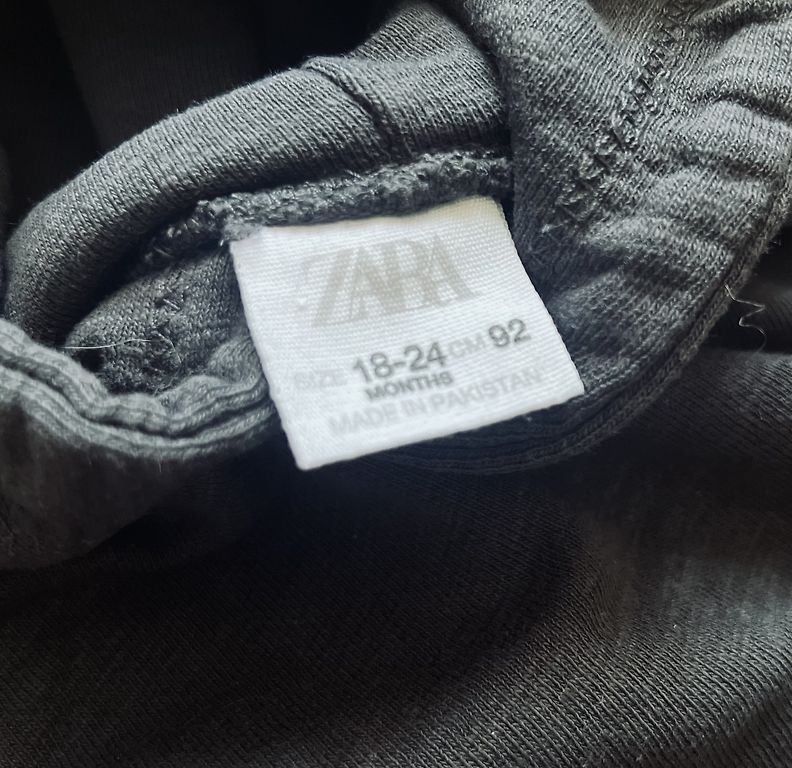 ZARA
SIZE 18-24 CM 92
MONTHS
MADE IN PAKISTAN